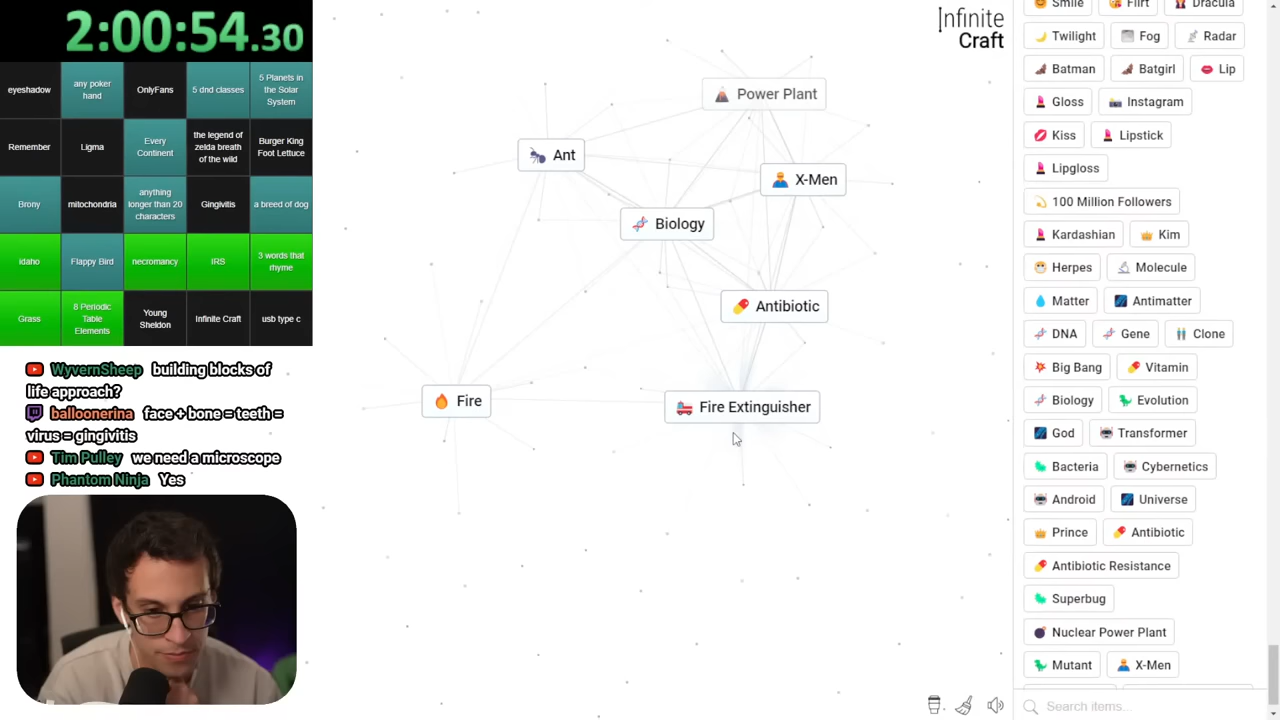 2:00:54.30
eyeshadow
any poker
hand
OnlyFans
5 dnd classes
5 Planets in
the Solar
System
Remember
Ligma
Every
Continent
the legend of
zelda breath
of the wild
Burger King
Foot Lettuce
Brony
mitochondria
anything
longer than 20
characters
Gingivitis
a breed of dog
idaho
Flappy Bird
necromancy
IRS
3 words that
rhyme
Grass
8 Periodic
Table
Elements
Young
Sheldon
Infinite Craft
usb type c
WyvernSheep building blocks of
life approach?
balloonerina face + bone = teeth =
virus = gingivitis
Tim Pulley we need a microscope
Phantom Ninja Yes
Infinite
Craft
Power Plant
Ant
X-Men
Biology
Antibiotic
Fire
Fire Extinguisher
Smile Flirt Dracula
Twilight Fog Radar
Batman Batgirl Lip
Gloss Instagram
Kiss Lipstick
Lipgloss
100 Million Followers
Kardashian Kim
Herpes Molecule
Matter Antimatter
DNA Gene Clone
Big Bang Vitamin
Biology Evolution
God Transformer
Bacteria Cybernetics
Android Universe
Prince Antibiotic
Antibiotic Resistance
Superbug
Nuclear Power Plant
Mutant X-Men
Search items...